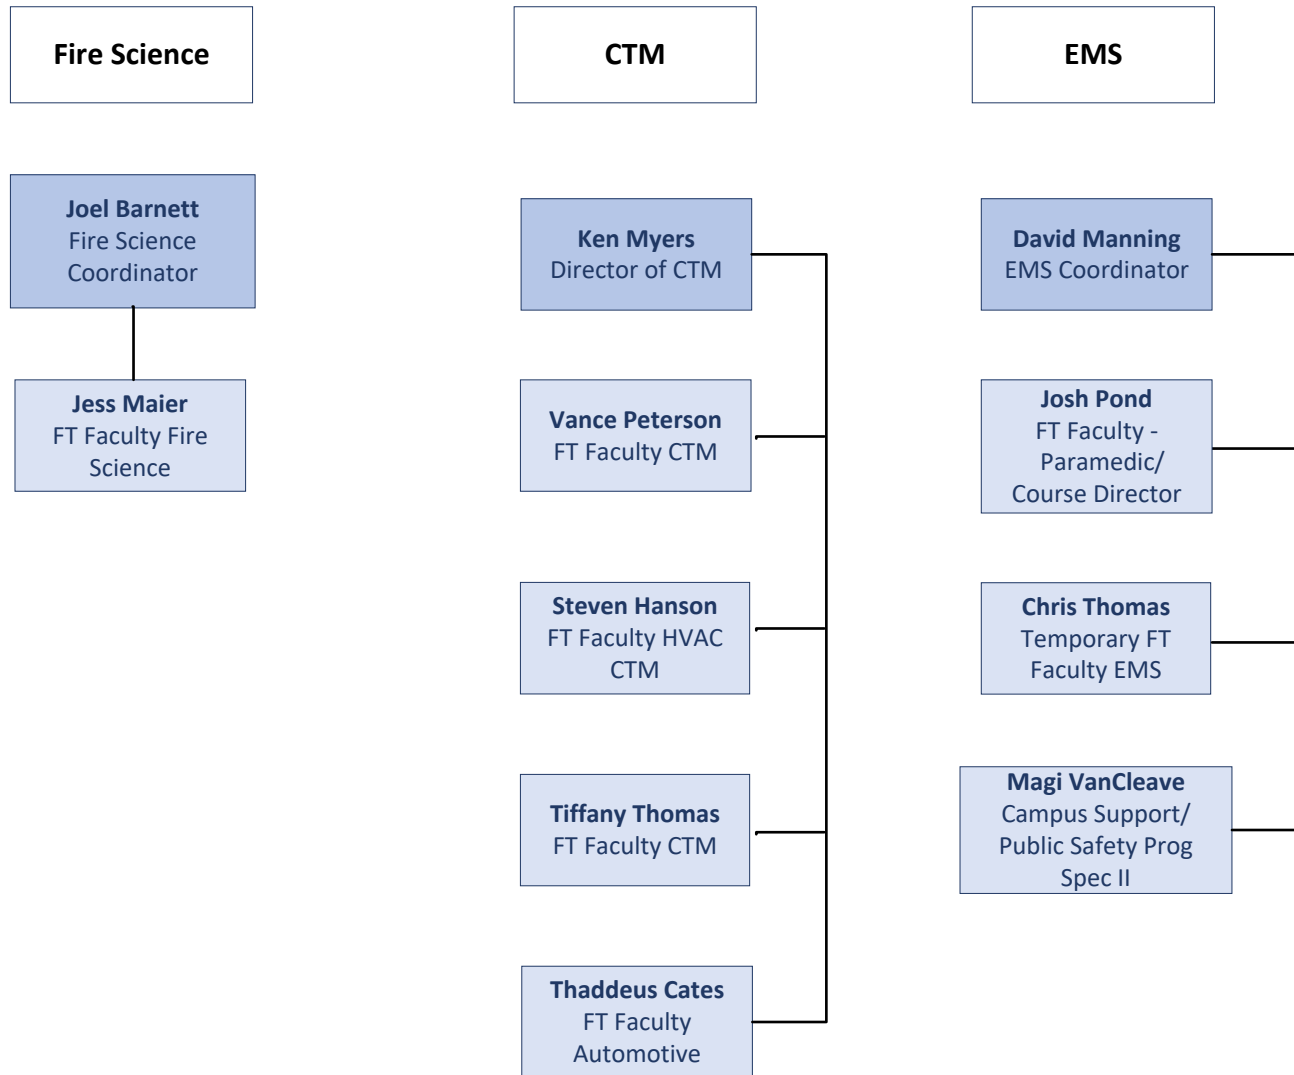 Fire Science
CTM
EMS
Joel Barnett
Fire Science
Coordinator
Jess Maier
FT Faculty Fire
Science
Ken Myers
Director of CTM
Vance Peterson
FT Faculty CTM
Steven Hanson
FT Faculty HVAC
CTM
Tiffany Thomas
FT Faculty CTM
Thaddeus Cates
FT Faculty
Automotive
David Manning
EMS Coordinator
Josh Pond
FT Faculty -
Paramedic/
Course Director
Chris Thomas
Temporary FT
Faculty EMS
Magi VanCleave
Campus Support/
Public Safety Prog
Spec II